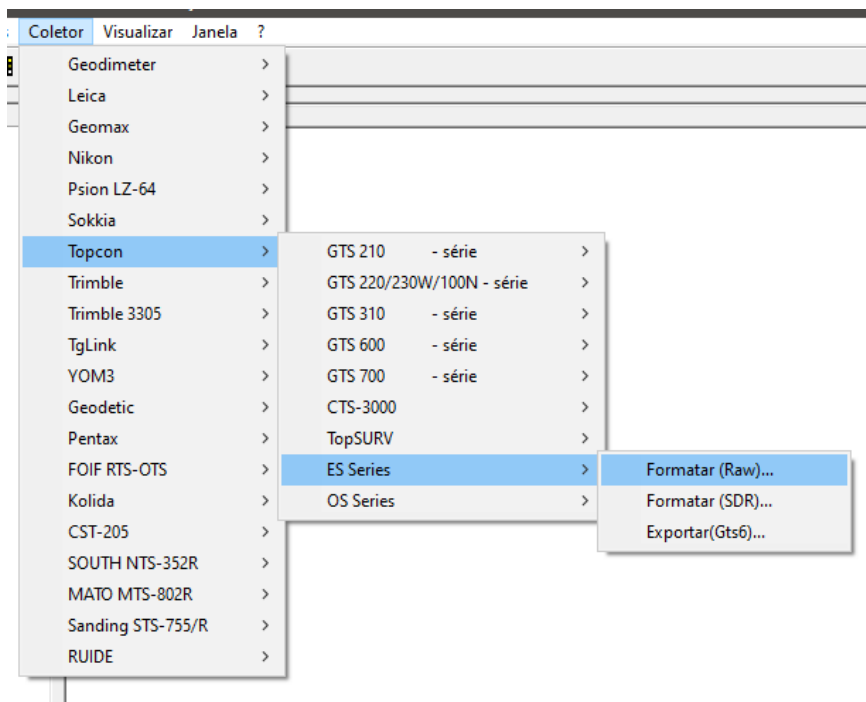 Coletor Visualizar Janela ?
Geodimeter
Leica
Geomax
Nikon
Psion LZ-64
Sokkia
Topcon
Trimble
Trimble 3305
TgLink
YOM3
Geodetic
Pentax
FOIF RTS-OTS
Kolida
CST-205
SOUTH NTS-352R
MATO MTS-802R
Sanding STS-755/R
RUIDE
GTS 210 - série
GTS 220/230W/100N - série
GTS 310 - série
GTS 600 - série
GTS 700 - série
CTS-3000
TopSURV
ES Series
OS Series
Formatar (Raw)...
Formatar (SDR)...
Exportar(Gts6)...